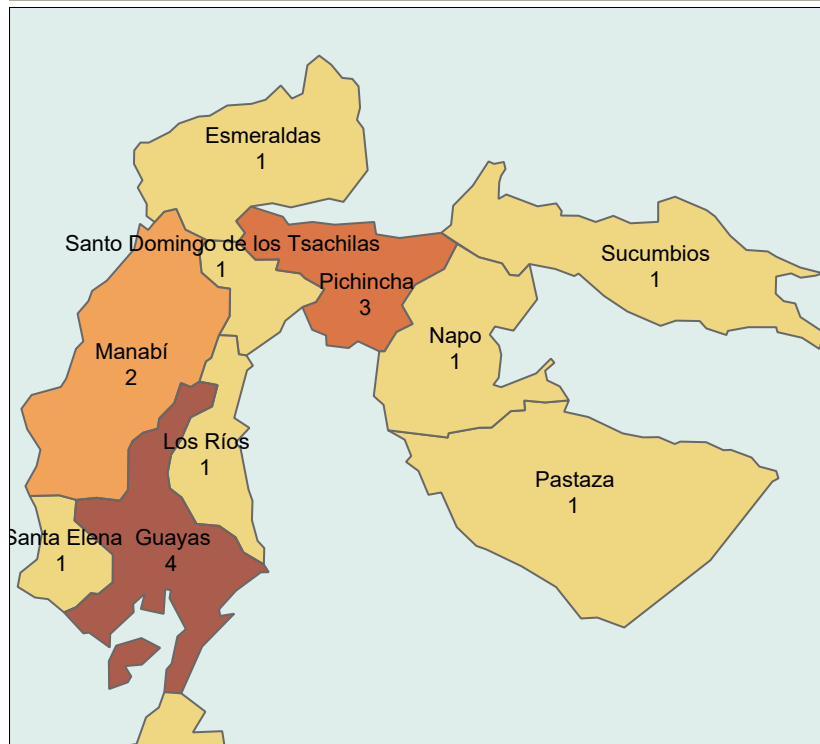 Esmeraldas
1
Santo Domingo de los Tsachilas
1
Sucumbios
1
Pichincha
3
Napo
1
Manabí
2
Los Ríos
1
Pastaza
1
Santa Elena
1
Guayas
4